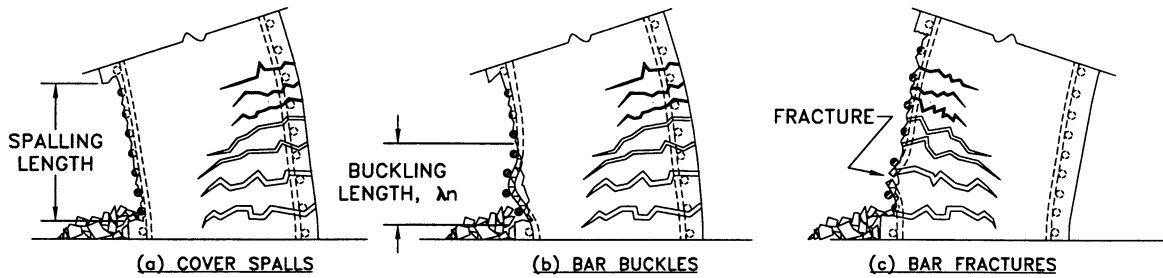 SPALLING
LENGTH
BUCKLING
LENGTH, λn
FRACTURE
(a) COVER SPALLS
(b) BAR BUCKLES
(c) BAR FRACTURES